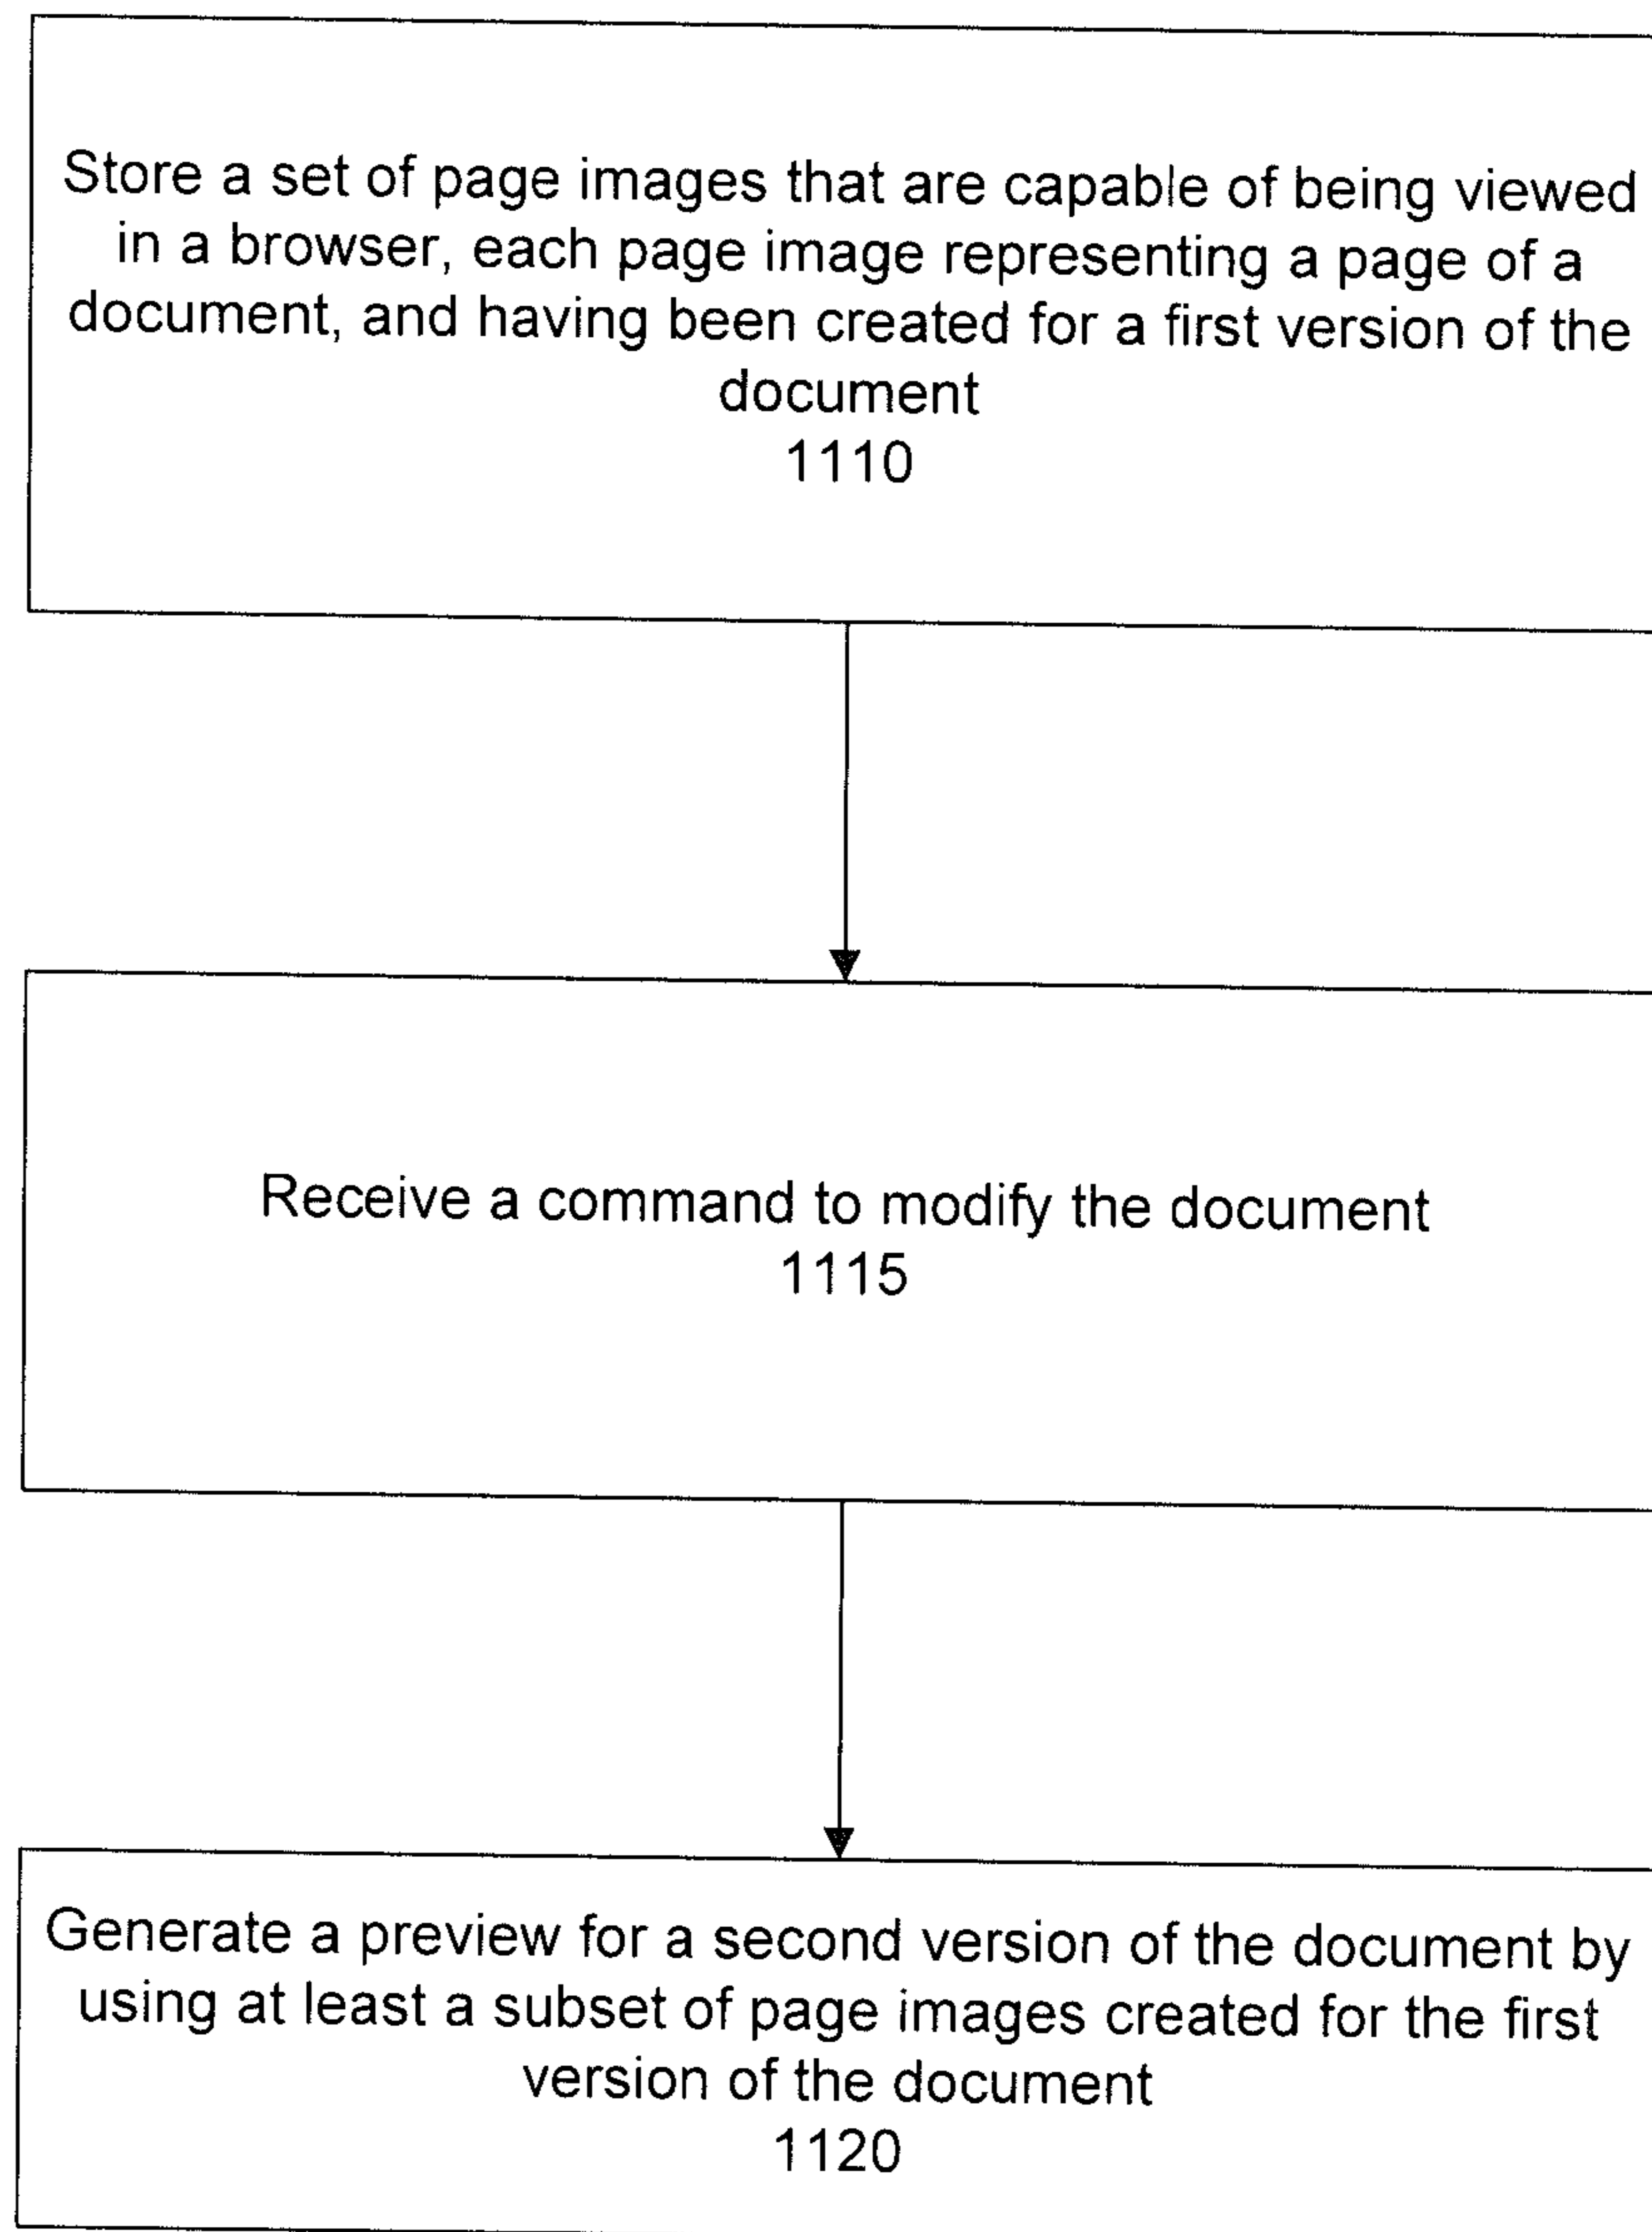 Store a set of page images that are capable of being viewed
in a browser, each page image representing a page of a
document, and having been created for a first version of the
document
1110
Receive a command to modify the document
1115
Generate a preview for a second version of the document by
using at least a subset of page images created for the first
version of the document
1120